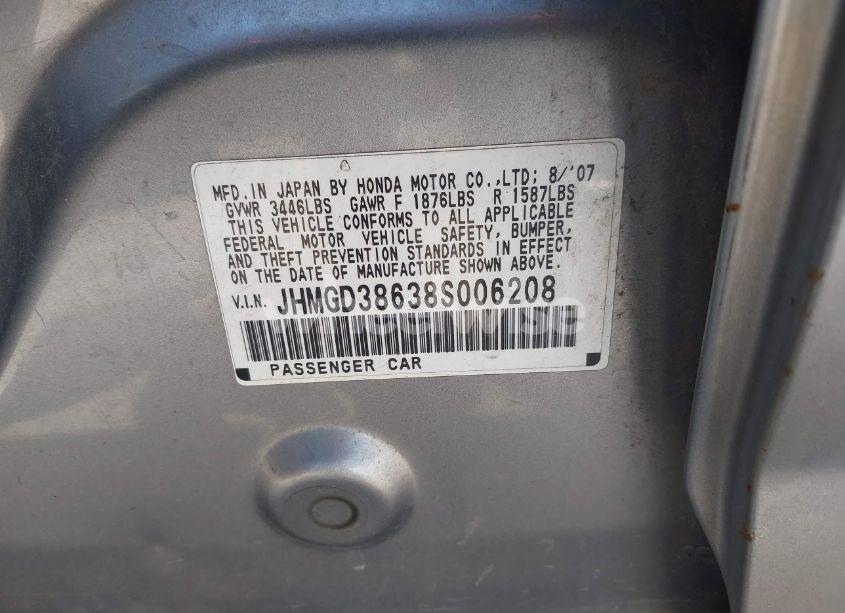 MFD. IN JAPAN BY HONDA MOTOR CO.,LTD; 8/'07
GVWR 3446LBS GAWR F 1876LBS R 1587LBS
THIS VEHICLE CONFORMS TO ALL APPLICABLE
FEDERAL MOTOR VEHICLE SAFETY, BUMPER,
AND THEFT PREVENTION STANDARDS IN EFFECT
ON THE DATE OF MANUFACTURE SHOWN ABOVE.
V.I.N. JHMGD38638S006208
PASSENGER CAR